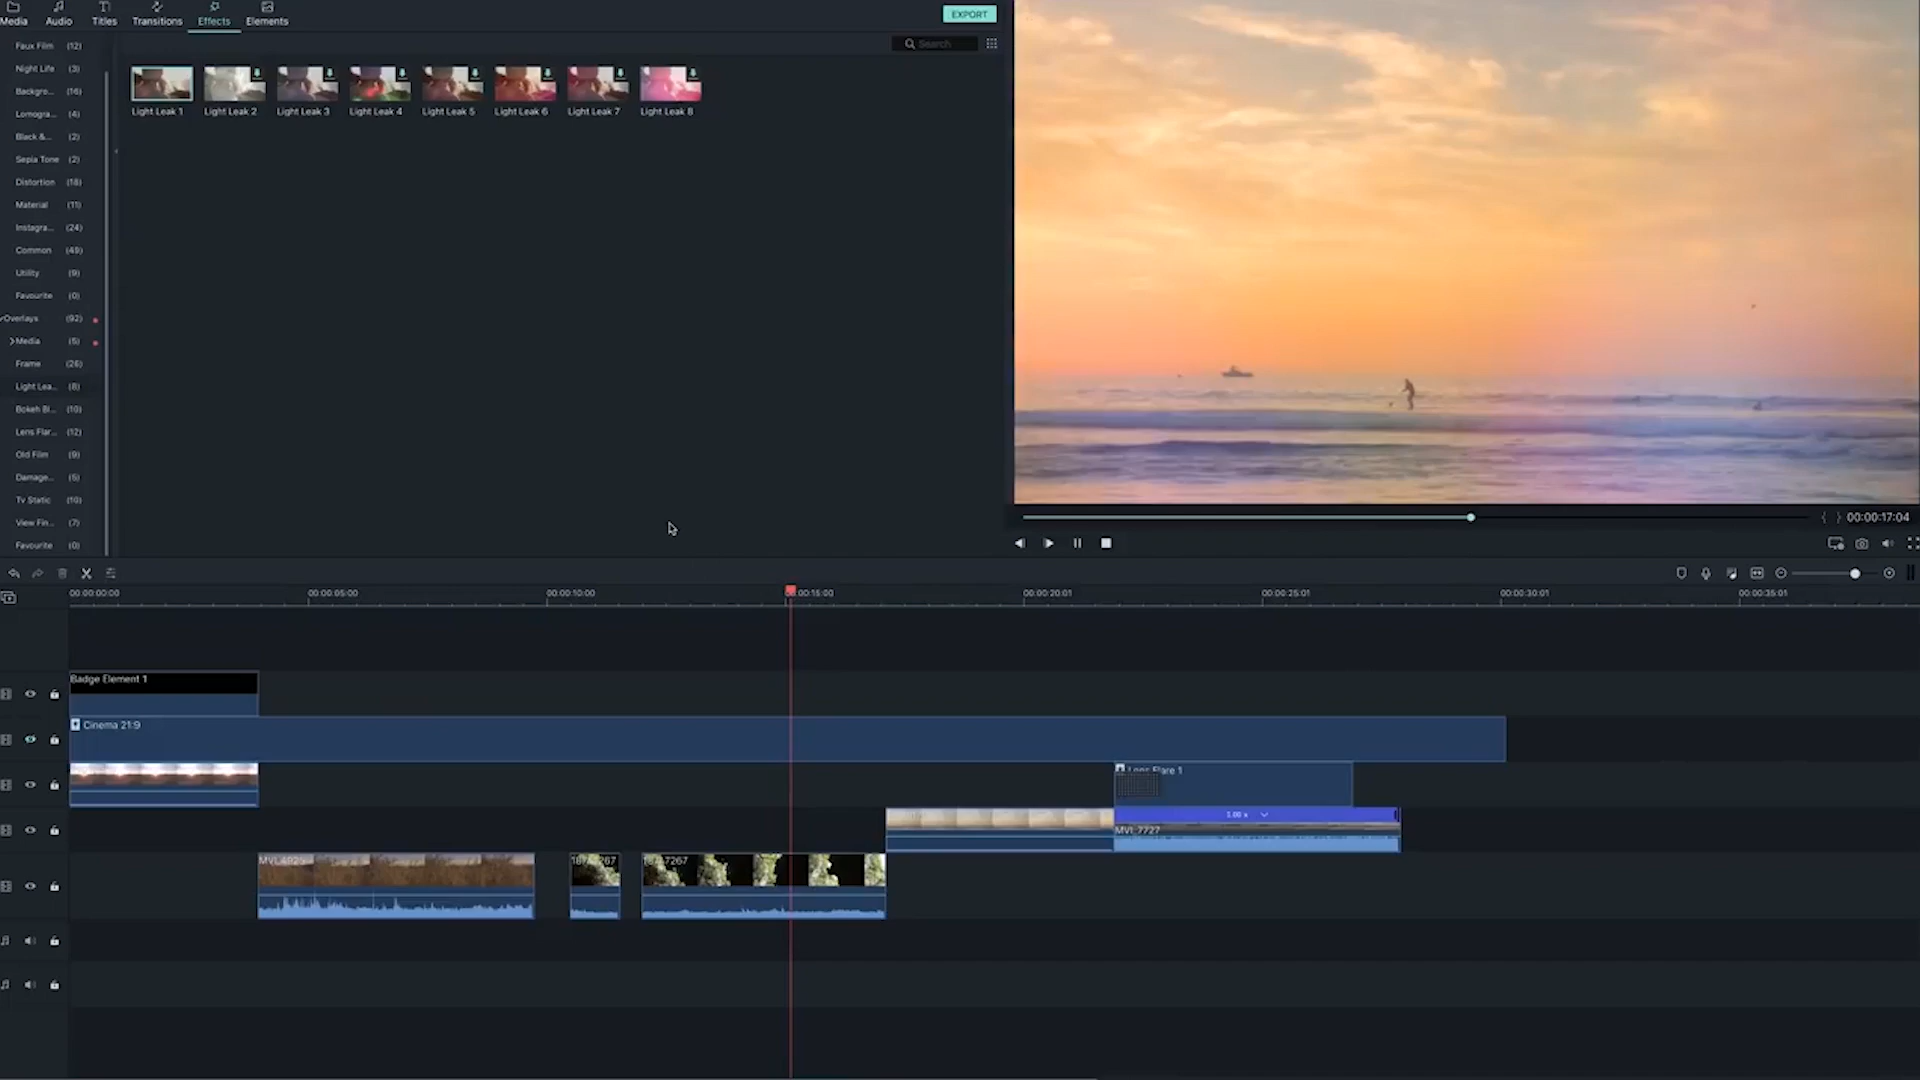 Media Audio Titles Transitions Effects Elements
EXPORT
Search
Faux Film (12)
Night Life (3)
Backgro... (16)
Lomogra... (4)
Black &... (2)
Sepia Tone (2)
Distortion (18)
Material (11)
Instagra... (24)
Common (49)
Utility (9)
Favourite (0)
Overlays (92)
Media (5)
Frame (26)
Light Lea... (8)
Bokeh Bl... (10)
Lens Flar... (12)
Old Film (9)
Damage... (5)
Tv Static (10)
View Fin... (7)
Favourite (0)
Light Leak 1 Light Leak 2 Light Leak 3 Light Leak 4 Light Leak 5 Light Leak 6 Light Leak 7 Light Leak 8
{ } 00:00:17:04
00:00:00:00 00:00:05:00 00:00:10:00 00:00:15:00 00:00:20:01 00:00:25:01 00:00:30:01 00:00:35:01
Badge Element 1
Cinema 21:9
Lens Flare 1
1.00 x
MVI_7727